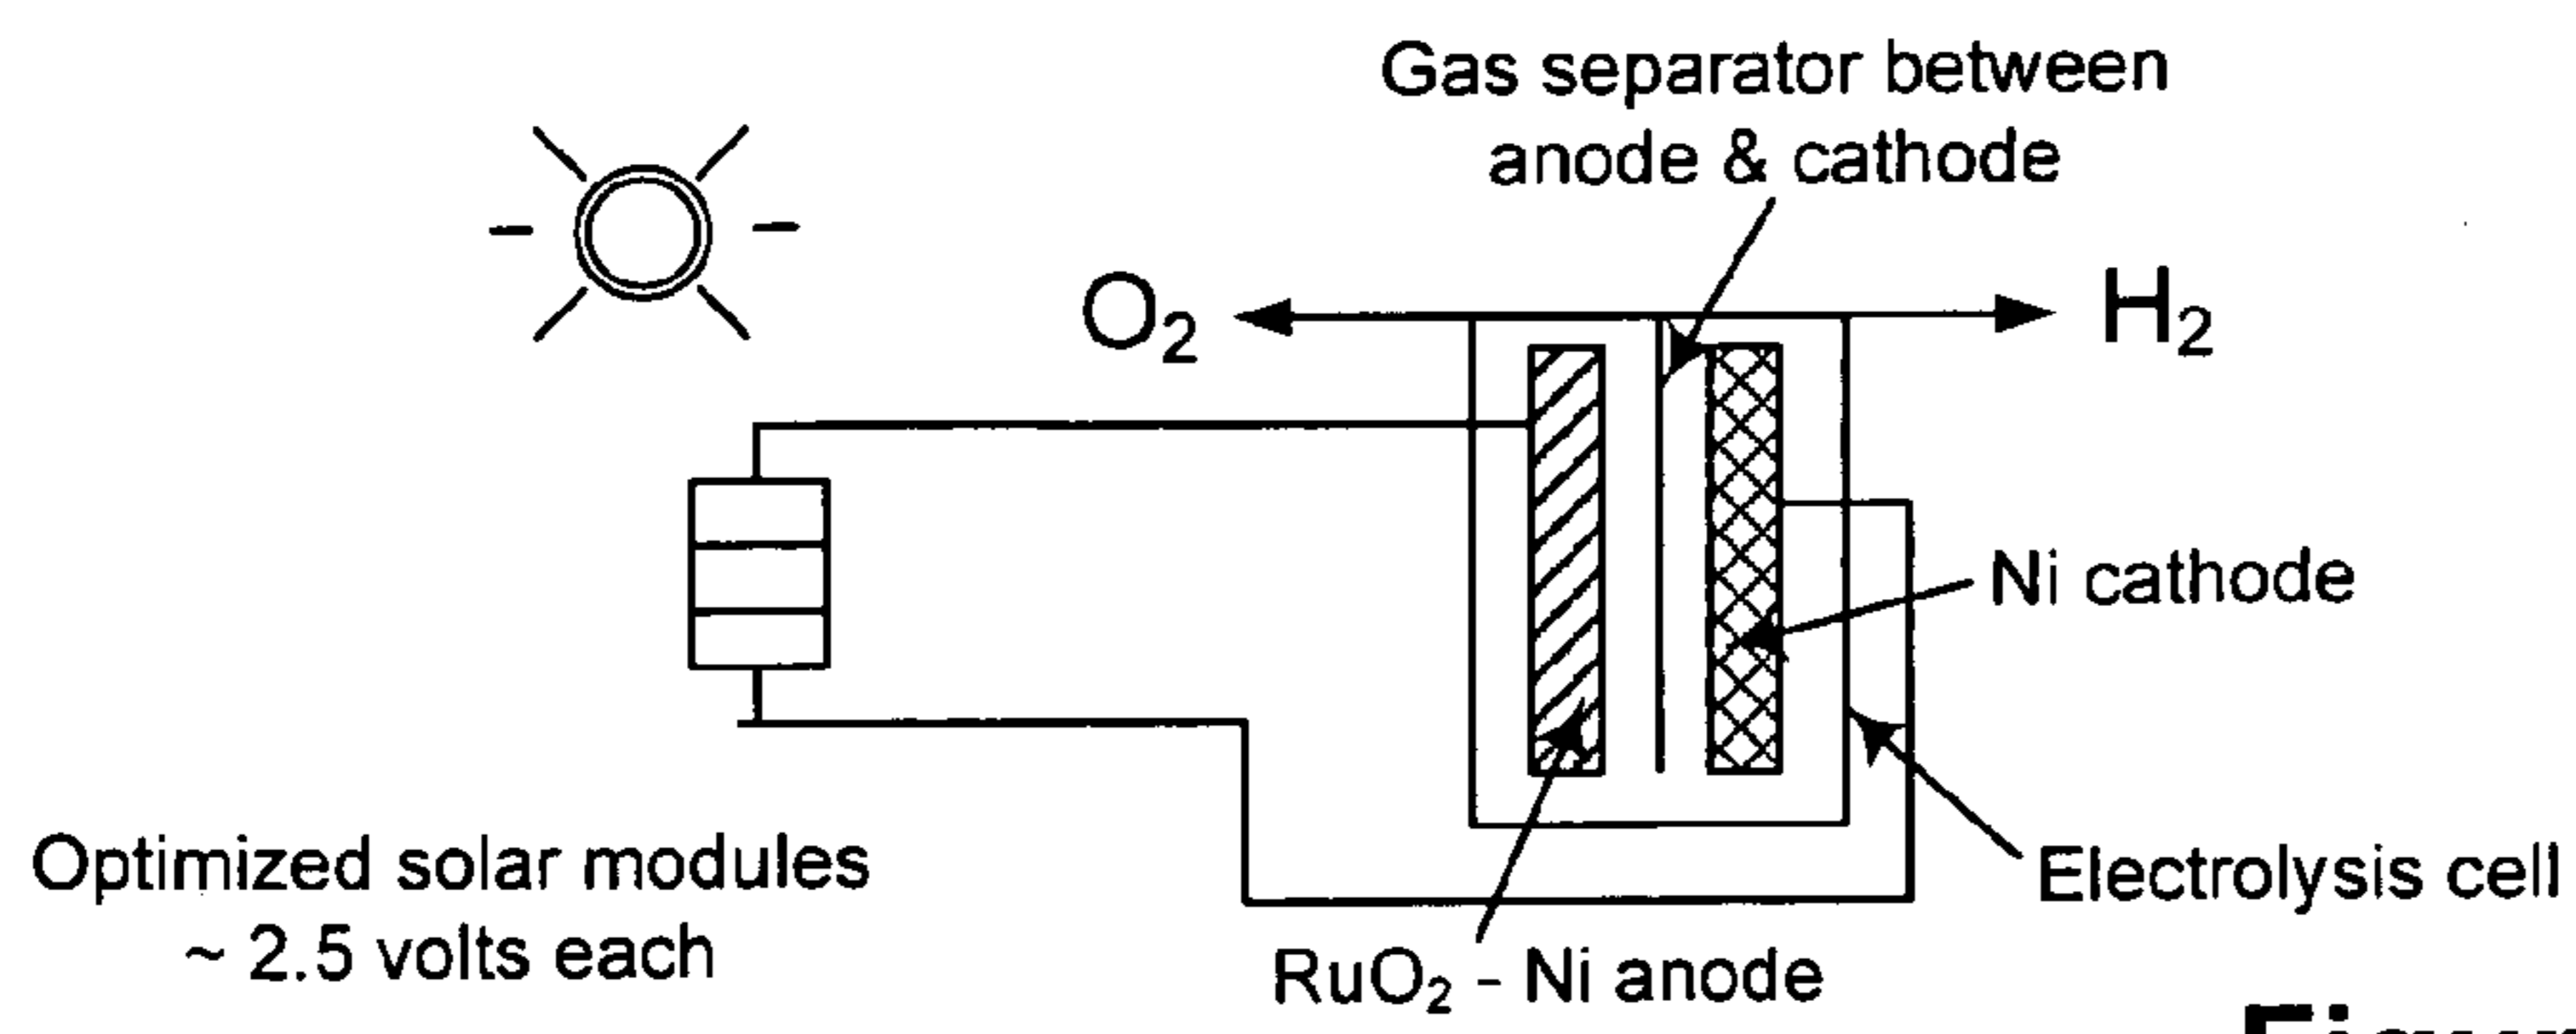 Gas separator between
anode & cathode
O₂
H₂
Ni cathode
Optimized solar modules
~ 2.5 volts each
Electrolysis cell
RuO₂ - Ni anode